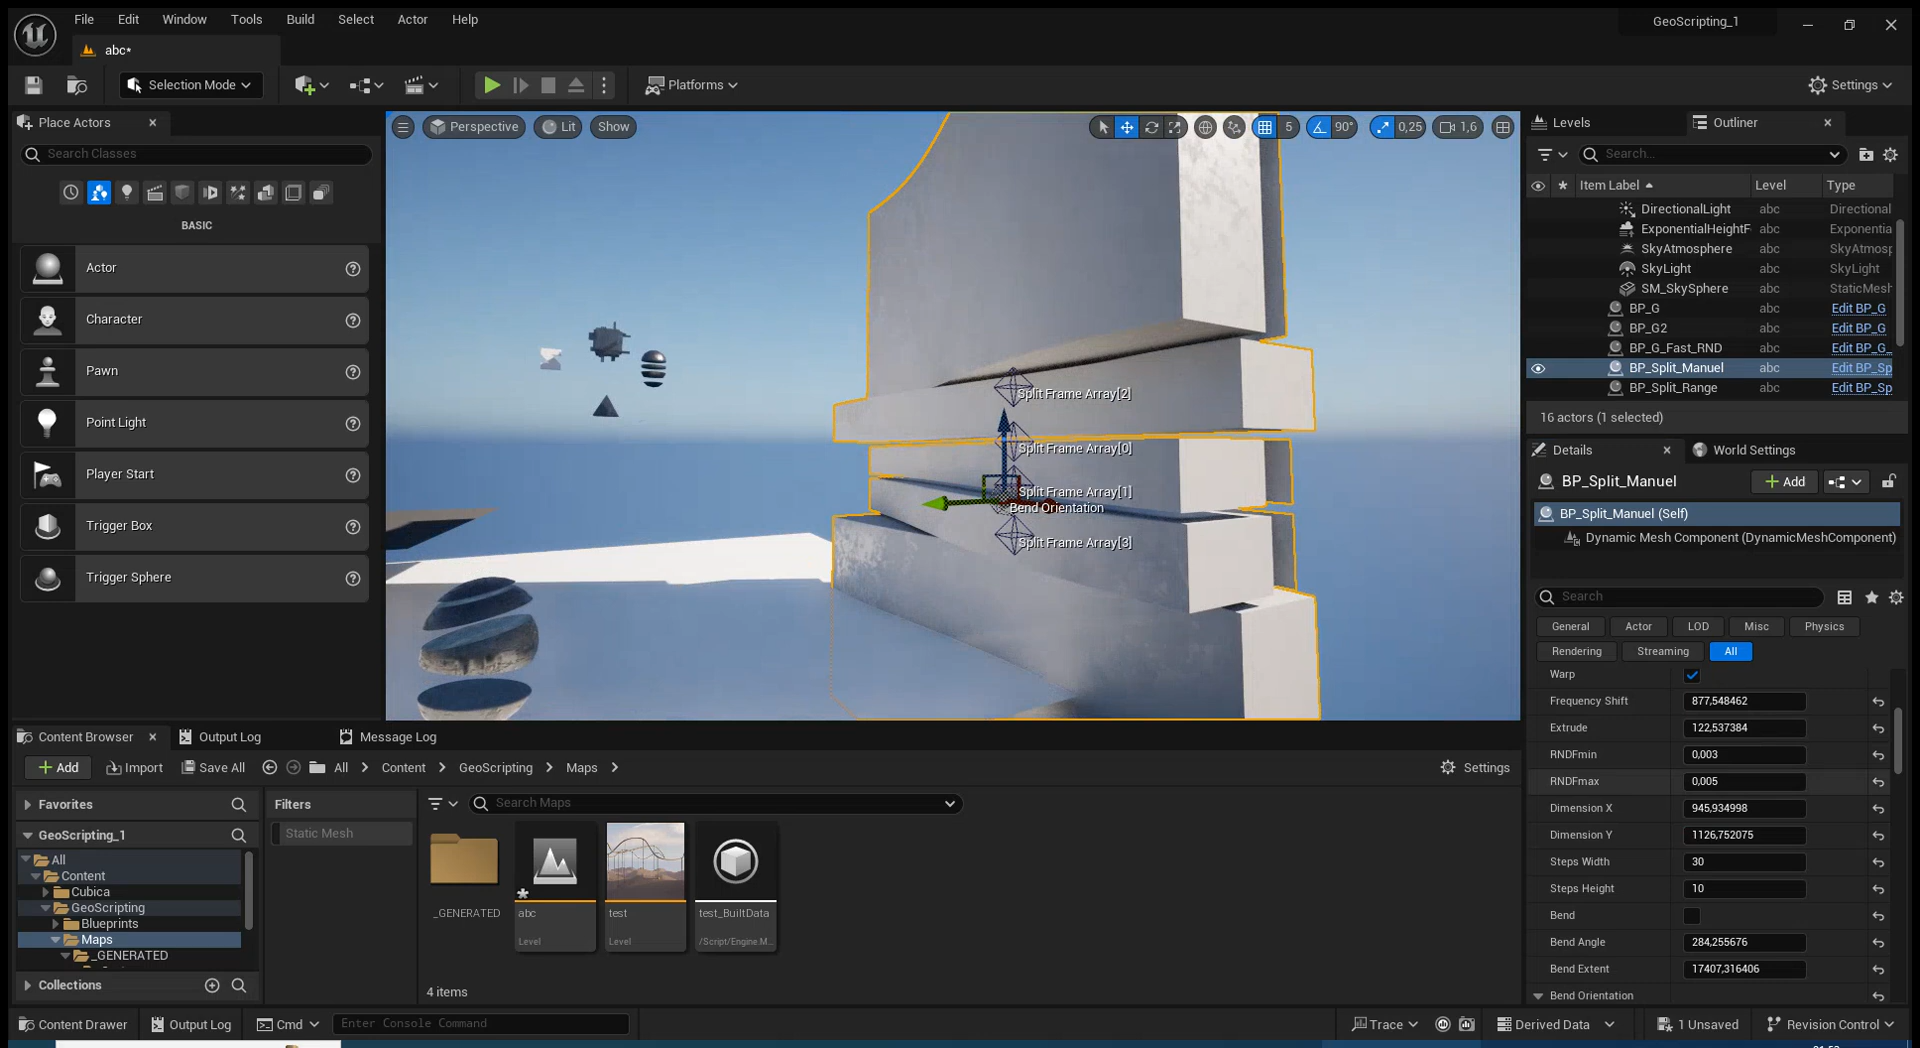 File Edit Window Tools Build Select Actor Help
GeoScripting_1
abc*
Selection Mode
Platforms
Settings
Place Actors
Search Classes
BASIC
Actor
Character
Pawn
Point Light
Player Start
Trigger Box
Trigger Sphere
Perspective Lit Show
5 90° 0,25 1,6
Split Frame Array[2]
Split Frame Array[0]
Split Frame Array[1]
Bend Orientation
Split Frame Array[3]
Levels Outliner
Search...
Item Label Level Type
DirectionalLight abc Directional
ExponentialHeightF abc Exponentia
SkyAtmosphere abc SkyAtmosp
SkyLight abc SkyLight
SM_SkySphere abc StaticMesh
BP_G abc Edit BP_G
BP_G2 abc Edit BP_G
BP_G_Fast_RND abc Edit BP_G_
BP_Split_Manuel abc Edit BP_Sp
BP_Split_Range abc Edit BP_Sp
16 actors (1 selected)
Details World Settings
BP_Split_Manuel
Add
BP_Split_Manuel (Self)
Dynamic Mesh Component (DynamicMeshComponent)
Search
General Actor LOD Misc Physics
Rendering Streaming All
Warp
Frequency Shift 877,548462
Extrude 122,537384
RNDFmin 0,003
RNDFmax 0,005
Dimension X 945,934998
Dimension Y 1126,752075
Steps Width 30
Steps Height 10
Bend
Bend Angle 284,255676
Bend Extent 17407,316406
Bend Orientation
Content Browser Output Log Message Log
Add Import Save All All Content GeoScripting Maps
Settings
Favorites
GeoScripting_1
All
Content
Cubica
GeoScripting
Blueprints
Maps
_GENERATED
Collections
Filters
Static Mesh
Search Maps
_GENERATED
abc
Level
test
Level
test_BuiltData
/Script/Engine.M...
4 items
Content Drawer Output Log Cmd Enter Console Command
Trace Derived Data 1 Unsaved Revision Control